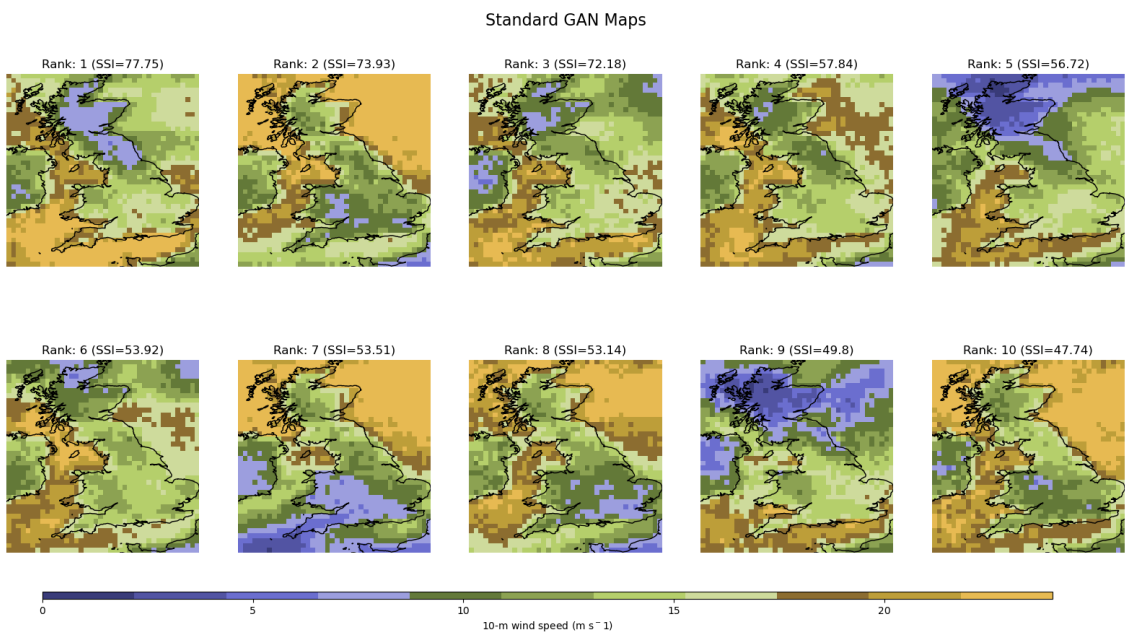 Standard GAN Maps
Rank: 1 (SSI=77.75)
Rank: 2 (SSI=73.93)
Rank: 3 (SSI=72.18)
Rank: 4 (SSI=57.84)
Rank: 5 (SSI=56.72)
Rank: 6 (SSI=53.92)
Rank: 7 (SSI=53.51)
Rank: 8 (SSI=53.14)
Rank: 9 (SSI=49.8)
Rank: 10 (SSI=47.74)
0 5 10 15 20
10-m wind speed (m s⁻¹)